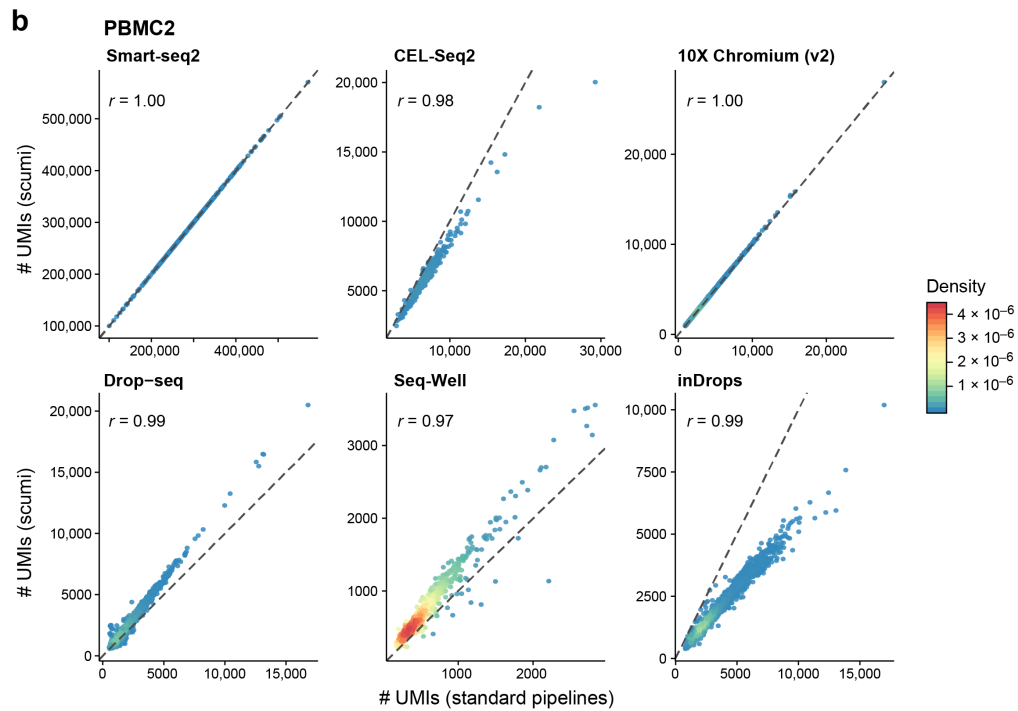 b
PBMC2
Smart-seq2
r = 1.00
500,000
400,000
300,000
200,000
100,000
200,000
400,000
CEL-Seq2
r = 0.98
20,000
15,000
10,000
5000
10,000
20,000
30,000
10X Chromium (v2)
r = 1.00
20,000
10,000
0
0
10,000
20,000
# UMIs (scumi)
Density
4 × 10⁻⁶
3 × 10⁻⁶
2 × 10⁻⁶
1 × 10⁻⁶
Drop−seq
r = 0.99
20,000
15,000
10,000
5000
0
0
5000
10,000
15,000
Seq-Well
r = 0.97
3000
2000
1000
1000
2000
inDrops
r = 0.99
10,000
7500
5000
2500
0
0
5000
10,000
15,000
# UMIs (scumi)
# UMIs (standard pipelines)